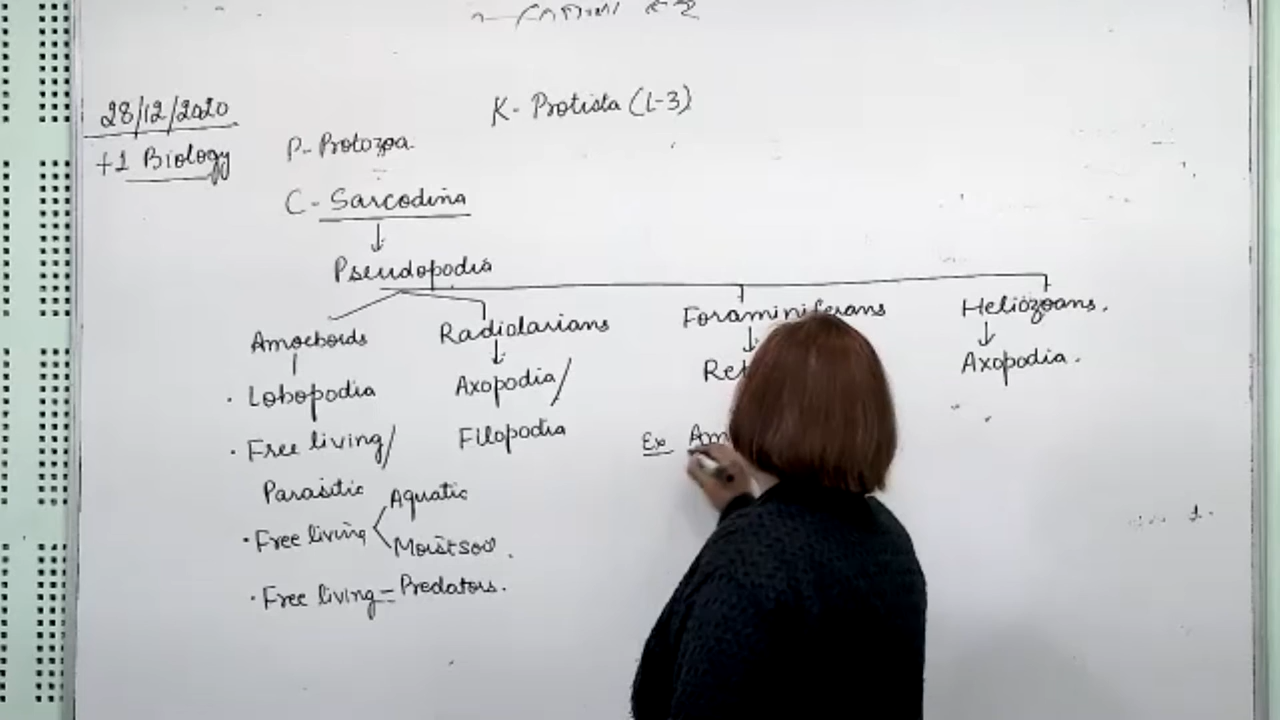 28/12/2020
+1 Biology
K- Protista (L-3)
P- Protozoa
C - Sarcodina
↓
Pseudopodia
Amoeboids
Radiolarians
Foraminiferans
Heliozoans.
· Lobopodia
· Free living/
Parasitic
· Free living
Aquatic
Moist soil.
· Free living = Predators.
↓
Axopodia/
Filopodia
↓
Ex
↓
Axopodia.